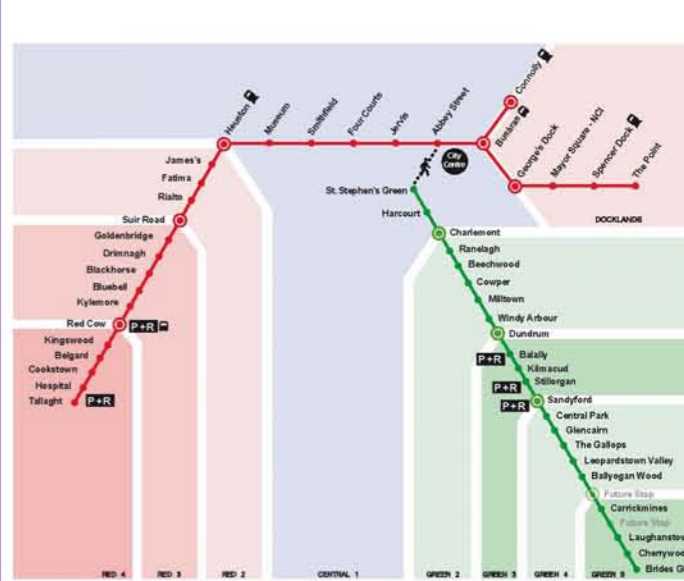 Connolly
Heuston
Museum
Smithfield
Four Courts
Jervis
Abbey Street
Busáras
George's Dock
Mayor Square - NCI
Spencer Dock
The Point
City
Centre
DOCKLANDS
James's
Fatima
Rialto
Suir Road
Goldenbridge
Drimnagh
Blackhorse
Bluebell
Kylemore
Red Cow
P+R
Kingswood
Belgard
Cookstown
Hospital
Tallaght
P+R
St. Stephen's Green
Harcourt
Charlemont
Ranelagh
Beechwood
Cowper
Milltown
Windy Arbour
Dundrum
Balally
P+R
Kilmacud
Stillorgan
P+R
Sandyford
P+R
Central Park
Glencairn
The Gallops
Leopardstown Valley
Ballyogan Wood
Future Stop
Carrickmines
Future Stop
Laughanstow
Cherrywoo
Brides Gl
RED 4
RED 3
RED 2
CENTRAL 1
GREEN 2
GREEN 3
GREEN 4
GREEN 5